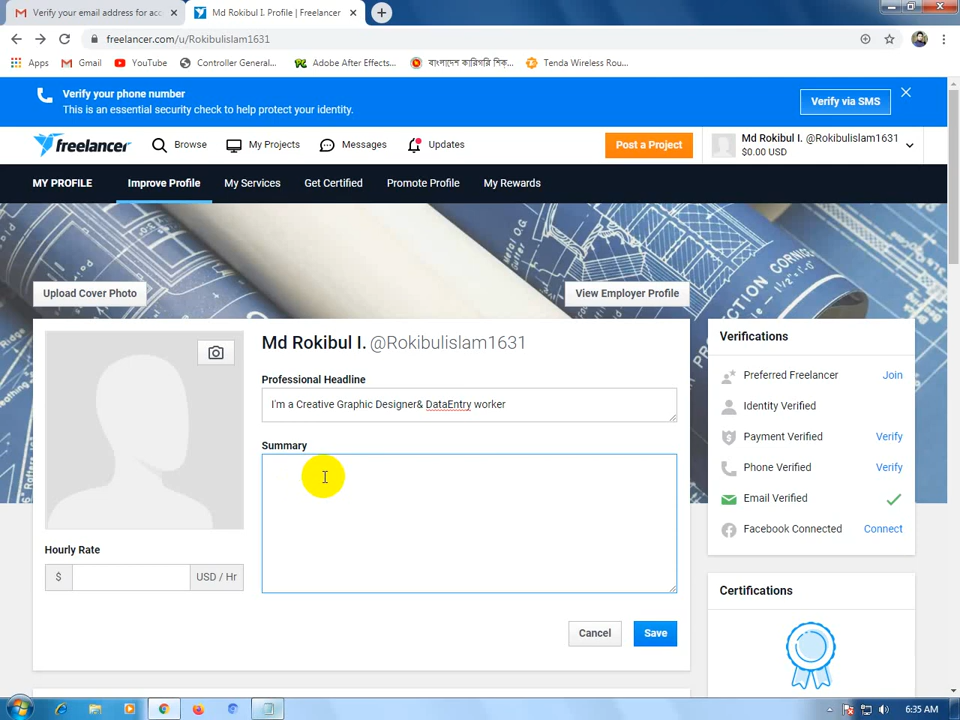 Verify your email address for acc
Md Rokibul I. Profile | Freelancer
freelancer.com/u/Rokibulislam1631
Apps
Gmail
YouTube
Controller General...
Adobe After Effects...
বাংলাদেশ কারিগরি শিক...
Tenda Wireless Rou...
Verify your phone number
This is an essential security check to help protect your identity.
Verify via SMS
freelancer
Browse
My Projects
Messages
Updates
Post a Project
Md Rokibul I. @Rokibulislam1631
$0.00 USD
MY PROFILE
Improve Profile
My Services
Get Certified
Promote Profile
My Rewards
Upload Cover Photo
View Employer Profile
Md Rokibul I. @Rokibulislam1631
Professional Headline
I'm a Creative Graphic Designer& DataEntry worker
Summary
Hourly Rate
$
USD / Hr
Cancel
Save
Verifications
Preferred Freelancer
Join
Identity Verified
Payment Verified
Verify
Phone Verified
Verify
Email Verified
Facebook Connected
Connect
Certifications
6:35 AM